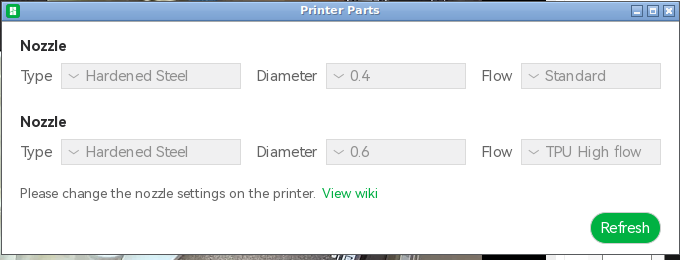 Printer Parts
Nozzle
Type Hardened Steel Diameter 0.4 Flow Standard
Nozzle
Type Hardened Steel Diameter 0.6 Flow TPU High flow
Please change the nozzle settings on the printer. View wiki
Refresh